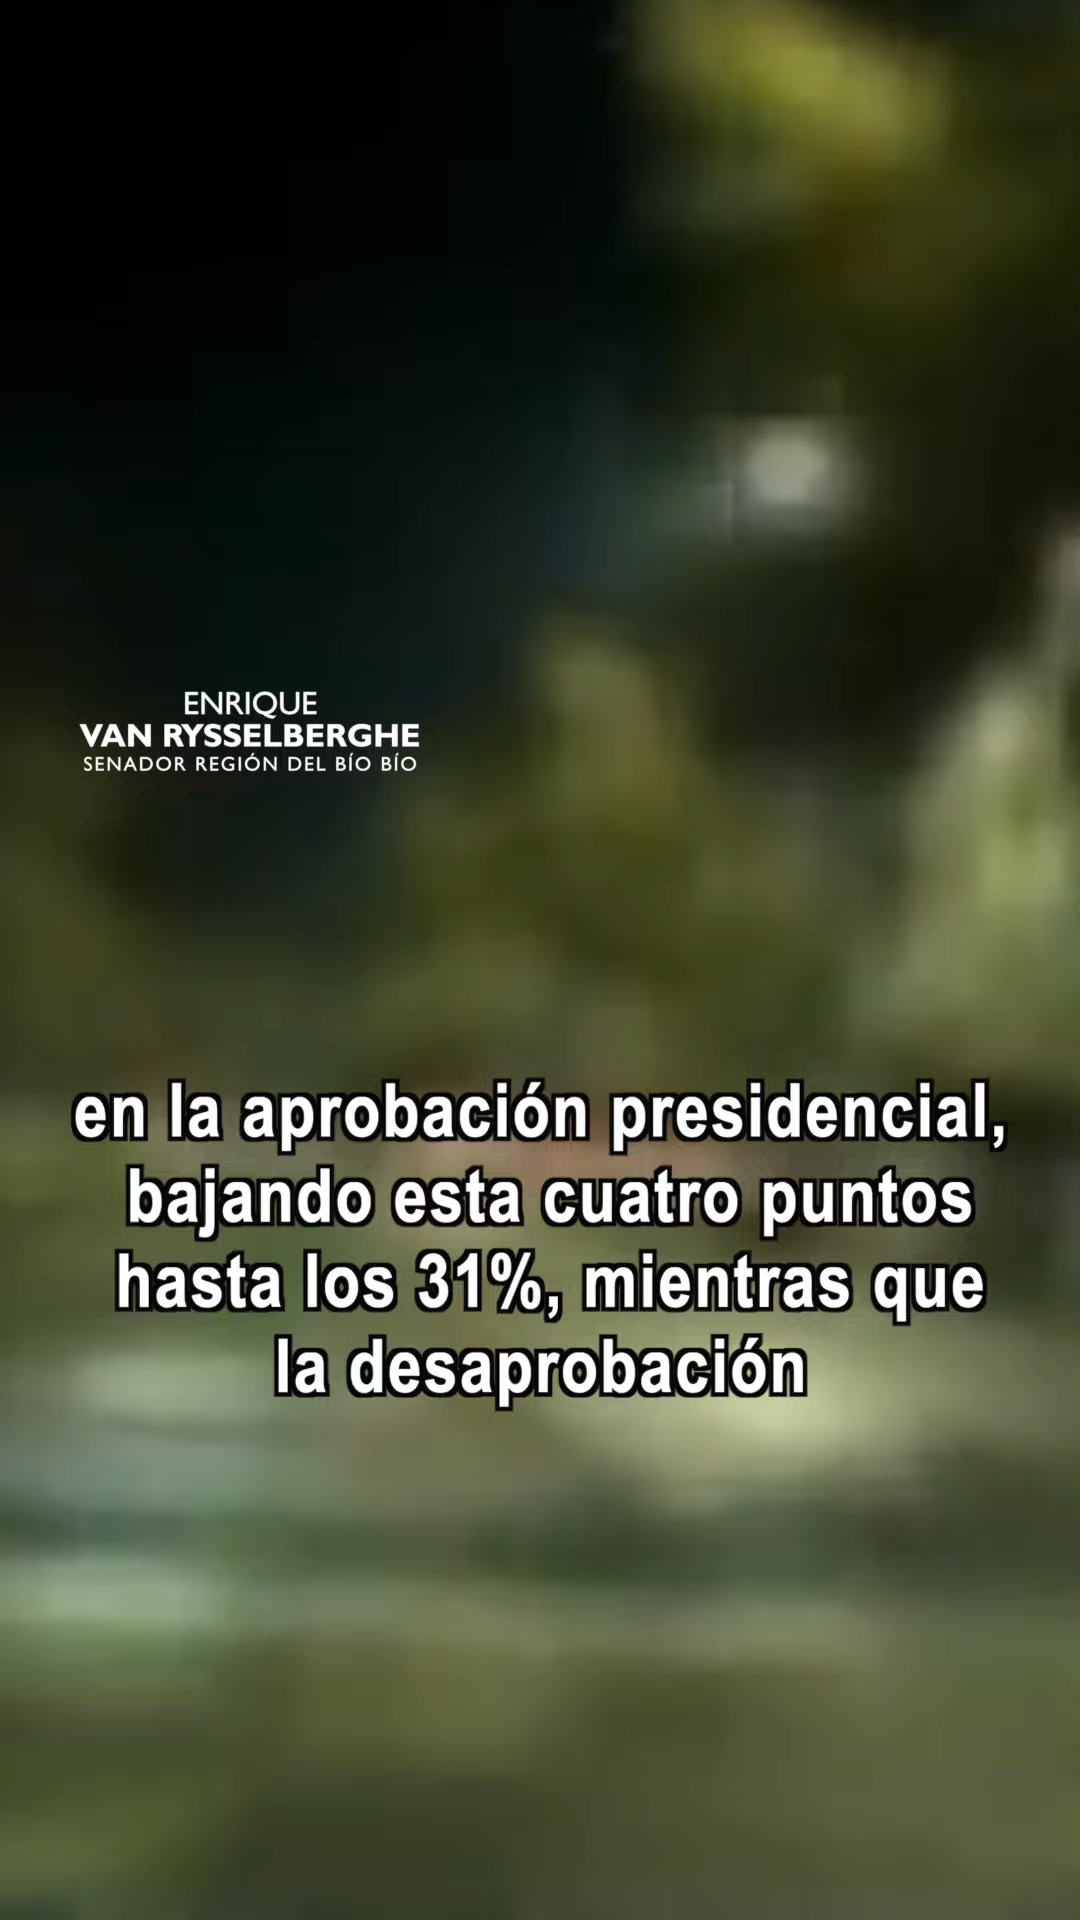 ENRIQUE
VAN RYSSELBERGHE
SENADOR REGIÓN DEL BÍO BÍO
en la aprobación presidencial,
bajando esta cuatro puntos
hasta los 31%, mientras que
la desaprobación